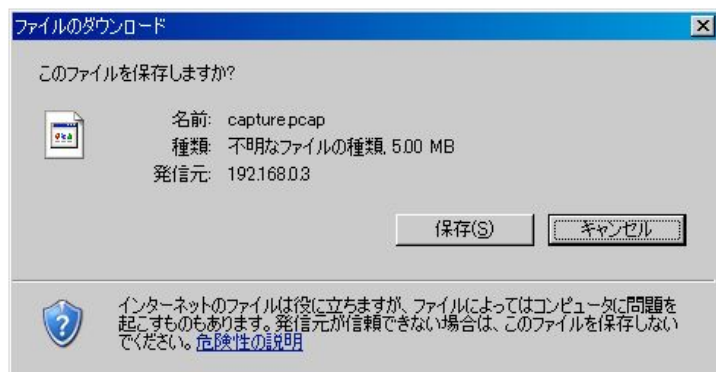 ファイルのダウンロード
このファイルを保存しますか?
名前: capture.pcap
種類: 不明なファイルの種類, 5.00 MB
発信元: 192.168.0.3
保存(S)
キャンセル
インターネットのファイルは役に立ちますが、ファイルによってはコンピュータに問題を
起こすものもあります。発信元が信頼できない場合は、このファイルを保存しない
でください。危険性の説明